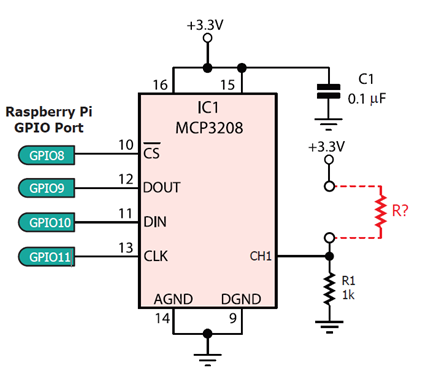 +3.3V
16
15
C1
0.1 µF
IC1
MCP3208
Raspberry Pi
GPIO Port
+3.3V
GPIO8
10
CS
GPIO9
12
DOUT
R?
GPIO10
11
DIN
GPIO11
13
CLK
CH1
R1
1k
AGND
DGND
14
9